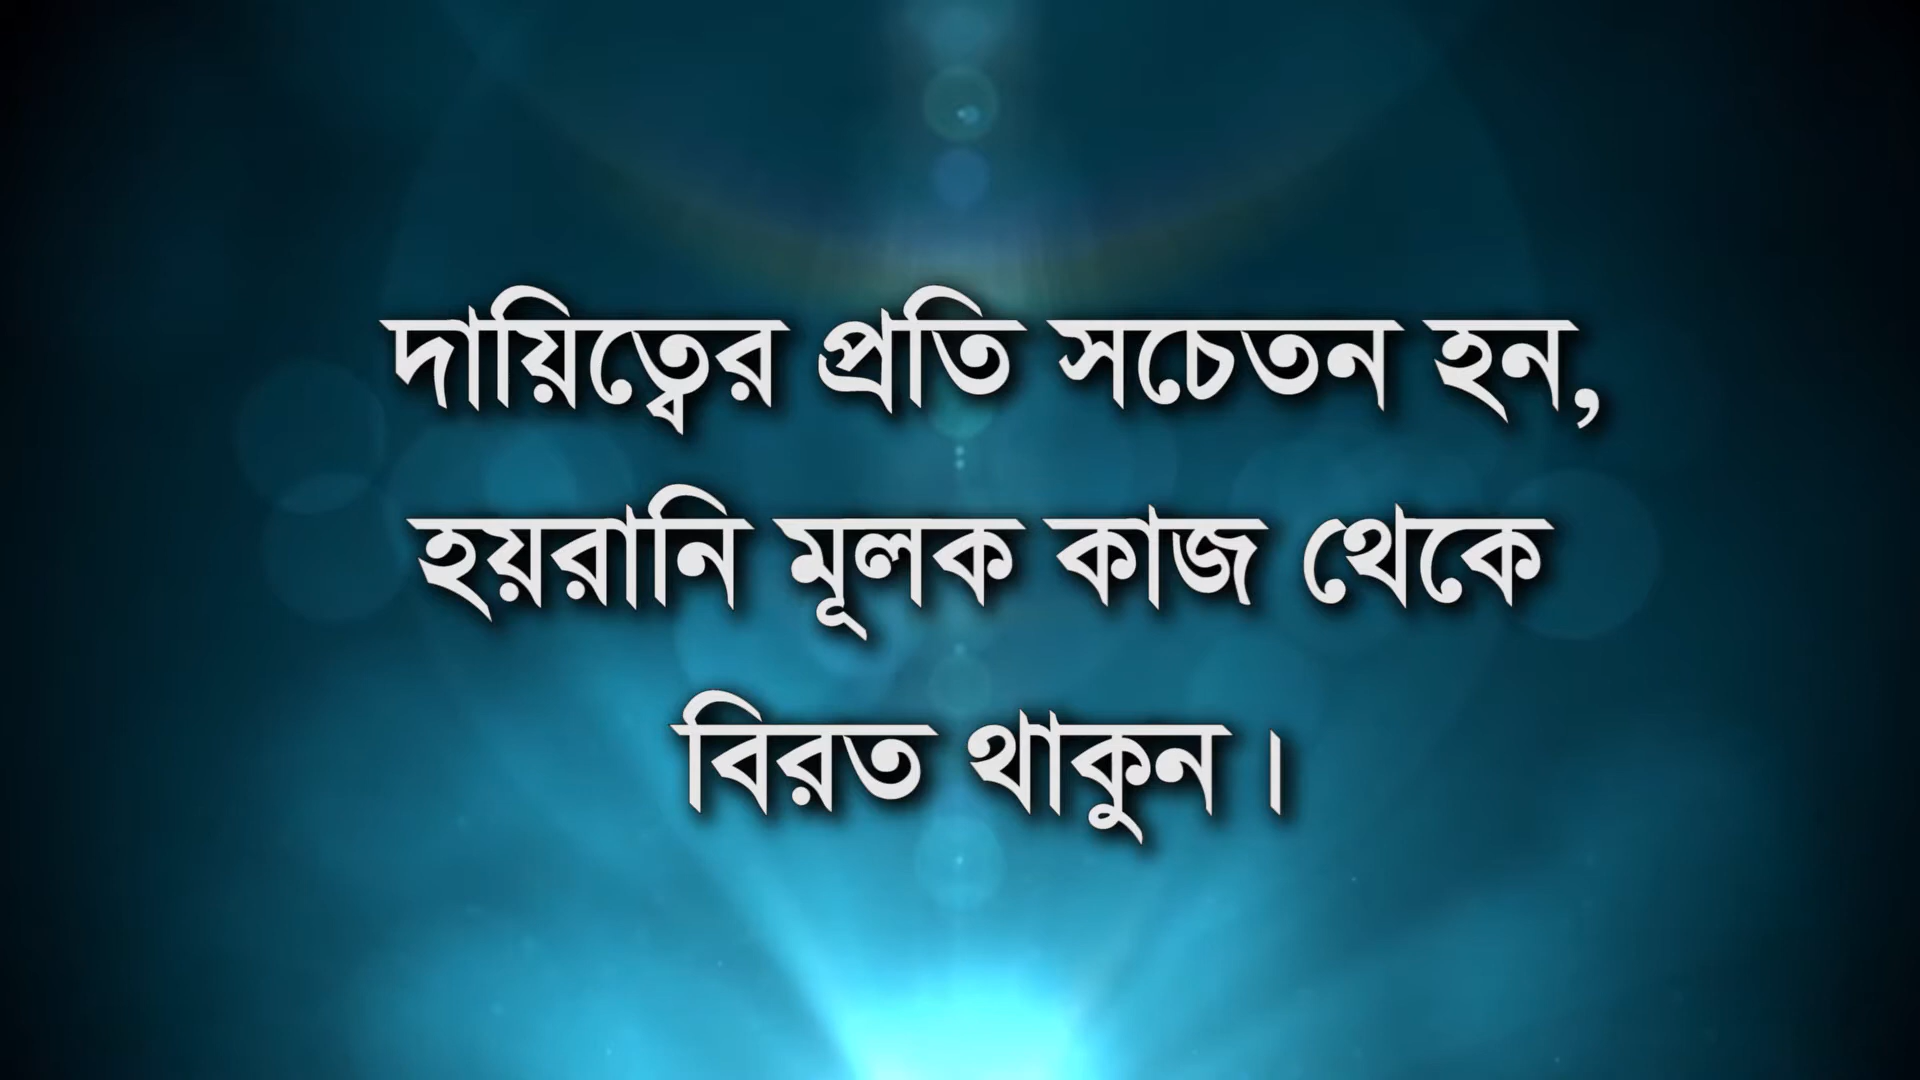 দায়িত্বের প্রতি সচেতন হন,
হয়রানি মূলক কাজ থেকে
বিরত থাকুন ।